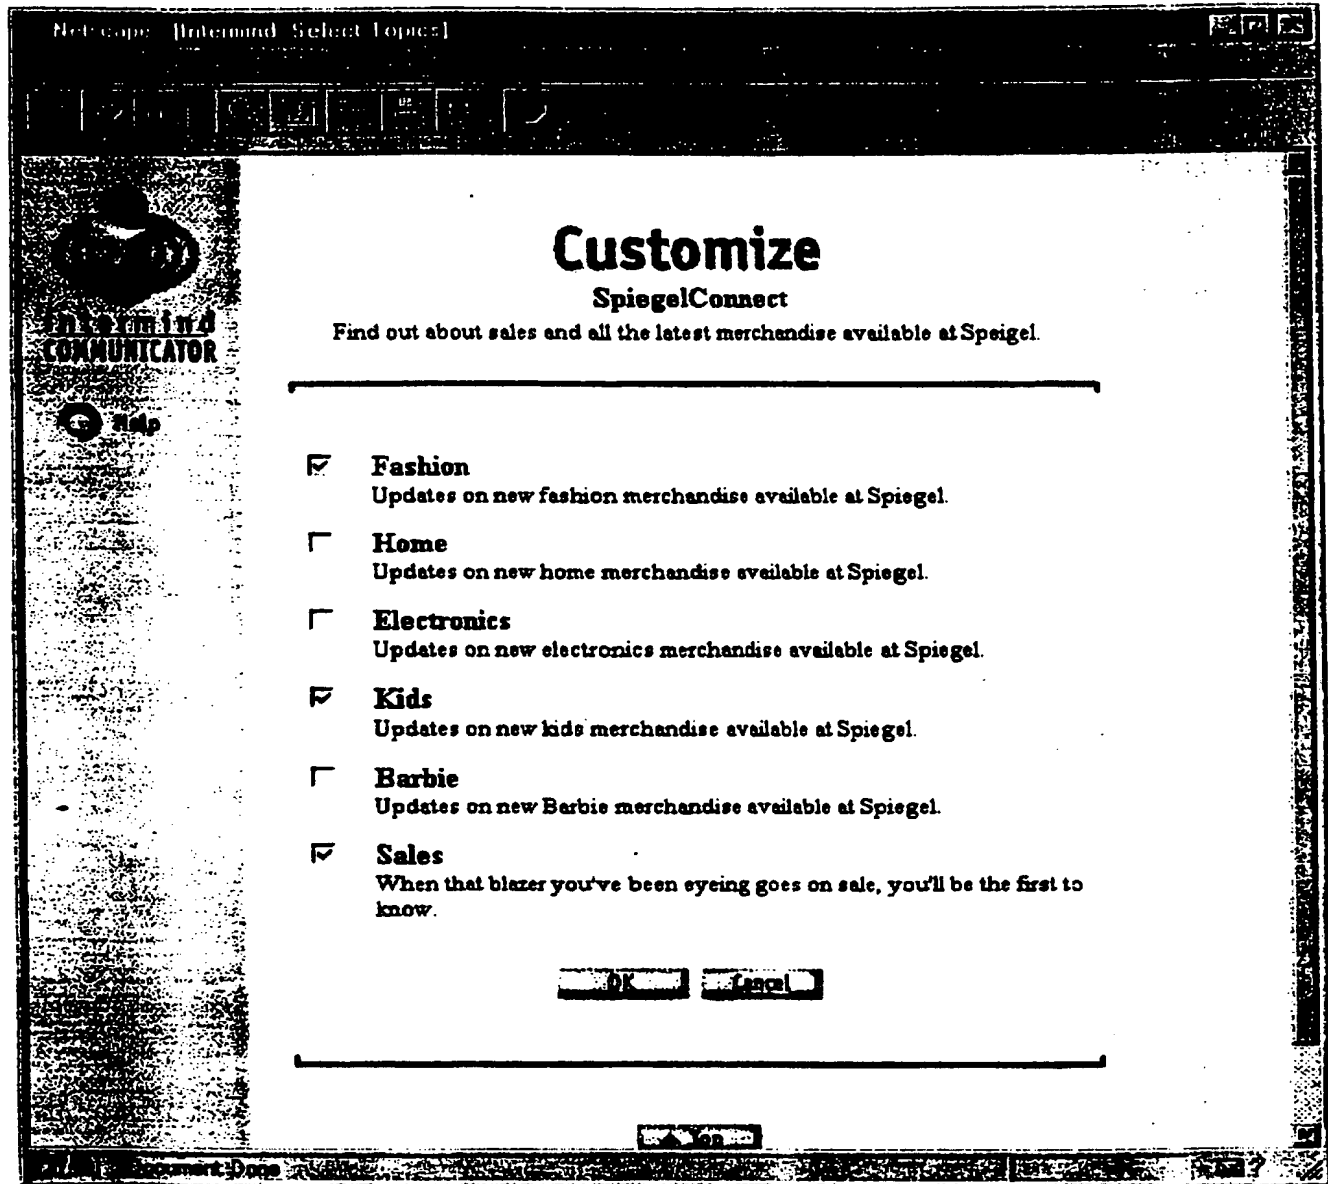 Netscape [Intermind Select Topics]
Intermind
COMMUNICATOR
Help
Customize
SpiegelConnect
Find out about sales and all the latest merchandise available at Speigel.
Fashion
Updates on new fashion merchandise available at Spiegel.
Home
Updates on new home merchandise available at Spiegel.
Electronics
Updates on new electronics merchandise available at Spiegel.
Kids
Updates on new kids merchandise available at Spiegel.
Barbie
Updates on new Barbie merchandise available at Spiegel.
Sales
When that blazer you've been eyeing goes on sale, you'll be the first to
know.
OK Cancel
Top
Document: Done